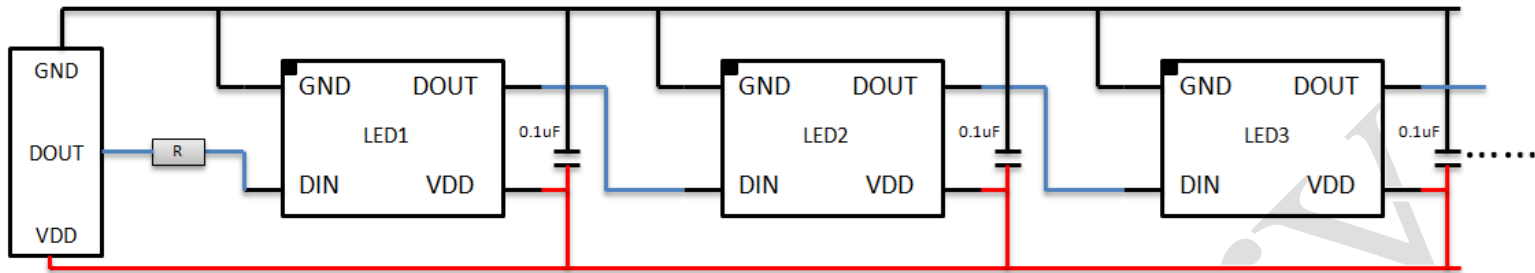 GND
DOUT
VDD
R
GND DOUT
LED1
DIN VDD
0.1uF
GND DOUT
LED2
DIN VDD
0.1uF
GND DOUT
LED3
DIN VDD
0.1uF